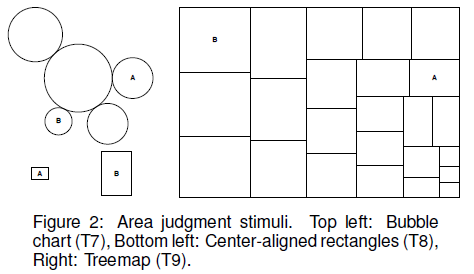 A
B
A
B
B
A
Figure 2: Area judgment stimuli. Top left: Bubble
chart (T7), Bottom left: Center-aligned rectangles (T8),
Right: Treemap (T9).